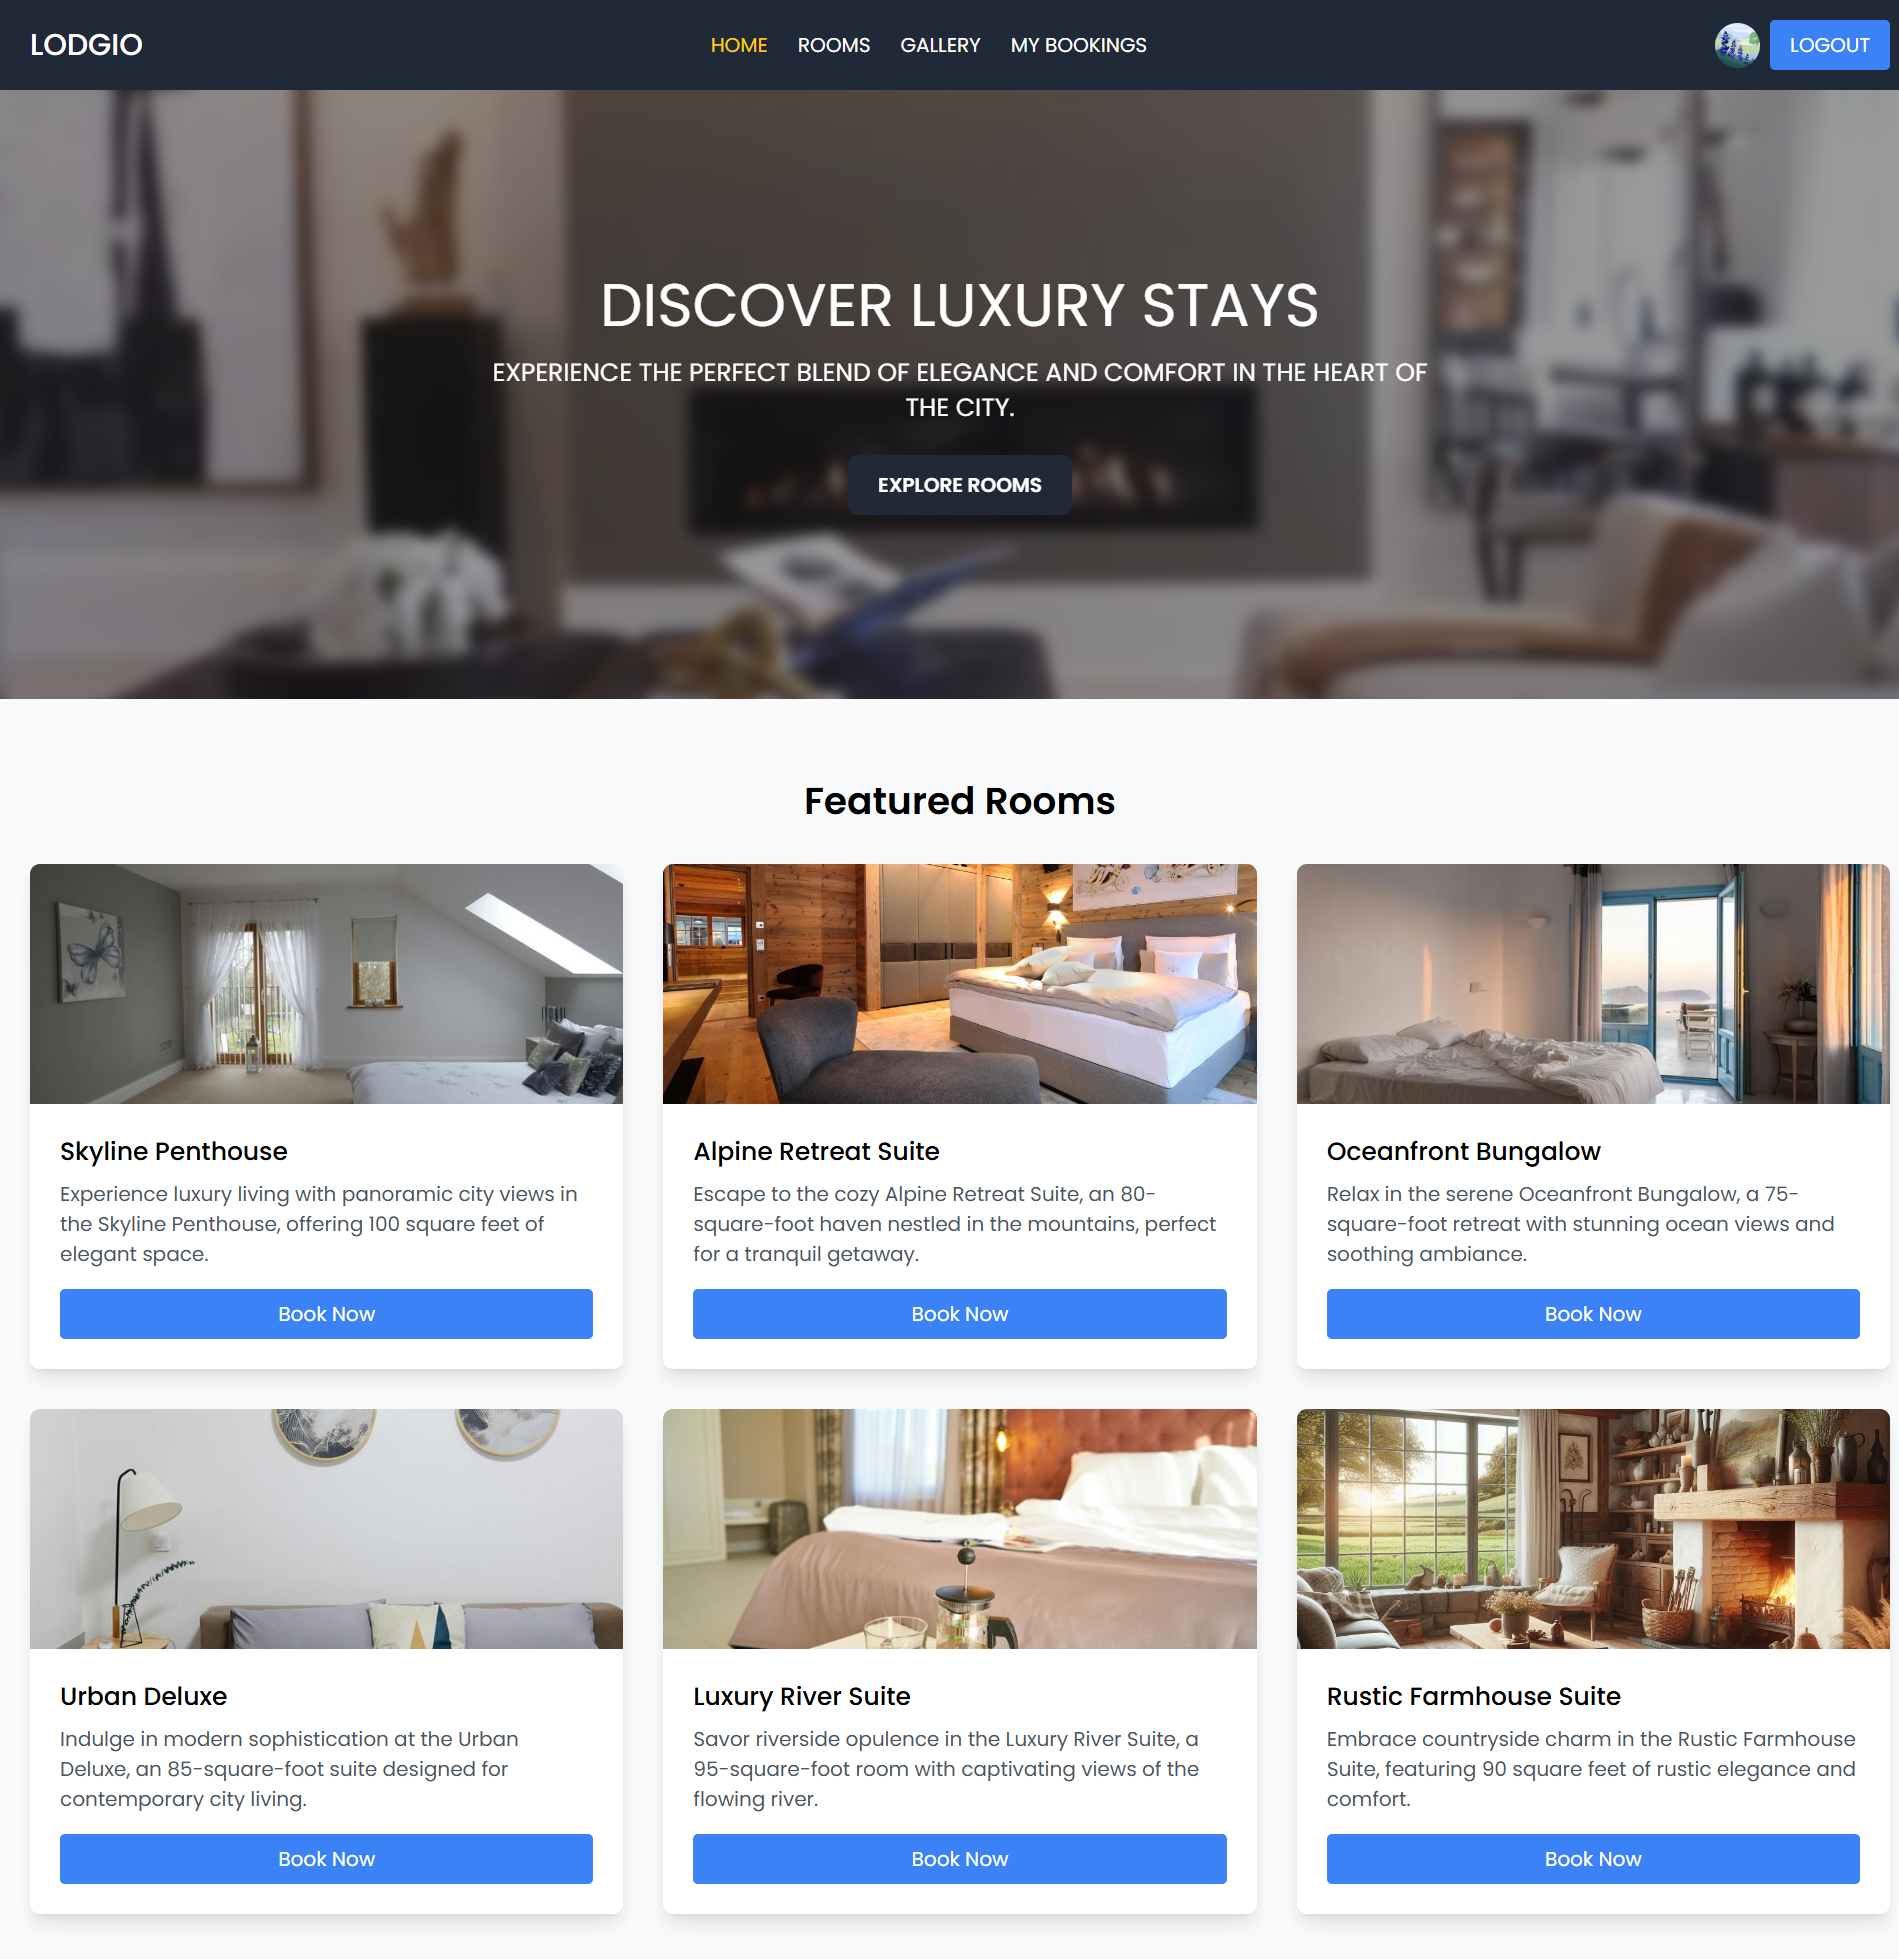 LODGIO
HOME ROOMS GALLERY MY BOOKINGS
LOGOUT
DISCOVER LUXURY STAYS
EXPERIENCE THE PERFECT BLEND OF ELEGANCE AND COMFORT IN THE HEART OF
THE CITY.
EXPLORE ROOMS
Featured Rooms
Skyline Penthouse
Experience luxury living with panoramic city views in
the Skyline Penthouse, offering 100 square feet of
elegant space.
Book Now
Alpine Retreat Suite
Escape to the cozy Alpine Retreat Suite, an 80-
square-foot haven nestled in the mountains, perfect
for a tranquil getaway.
Book Now
Oceanfront Bungalow
Relax in the serene Oceanfront Bungalow, a 75-
square-foot retreat with stunning ocean views and
soothing ambiance.
Book Now
Urban Deluxe
Indulge in modern sophistication at the Urban
Deluxe, an 85-square-foot suite designed for
contemporary city living.
Book Now
Luxury River Suite
Savor riverside opulence in the Luxury River Suite, a
95-square-foot room with captivating views of the
flowing river.
Book Now
Rustic Farmhouse Suite
Embrace countryside charm in the Rustic Farmhouse
Suite, featuring 90 square feet of rustic elegance and
comfort.
Book Now